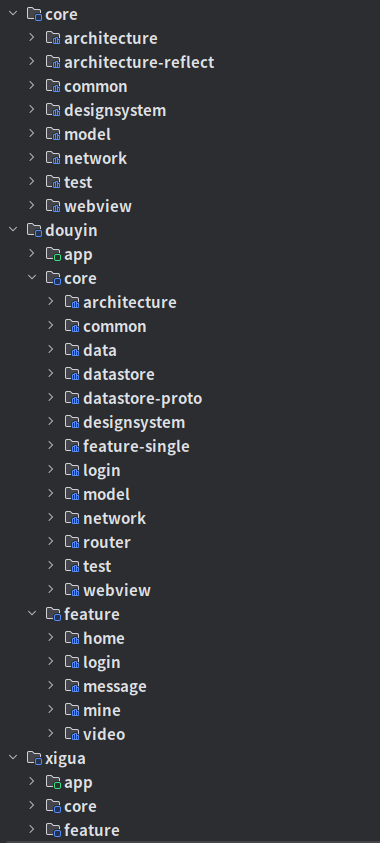 core
architecture
architecture-reflect
common
designsystem
model
network
test
webview
douyin
app
core
architecture
common
data
datastore
datastore-proto
designsystem
feature-single
login
model
network
router
test
webview
feature
home
login
message
mine
video
xigua
app
core
feature